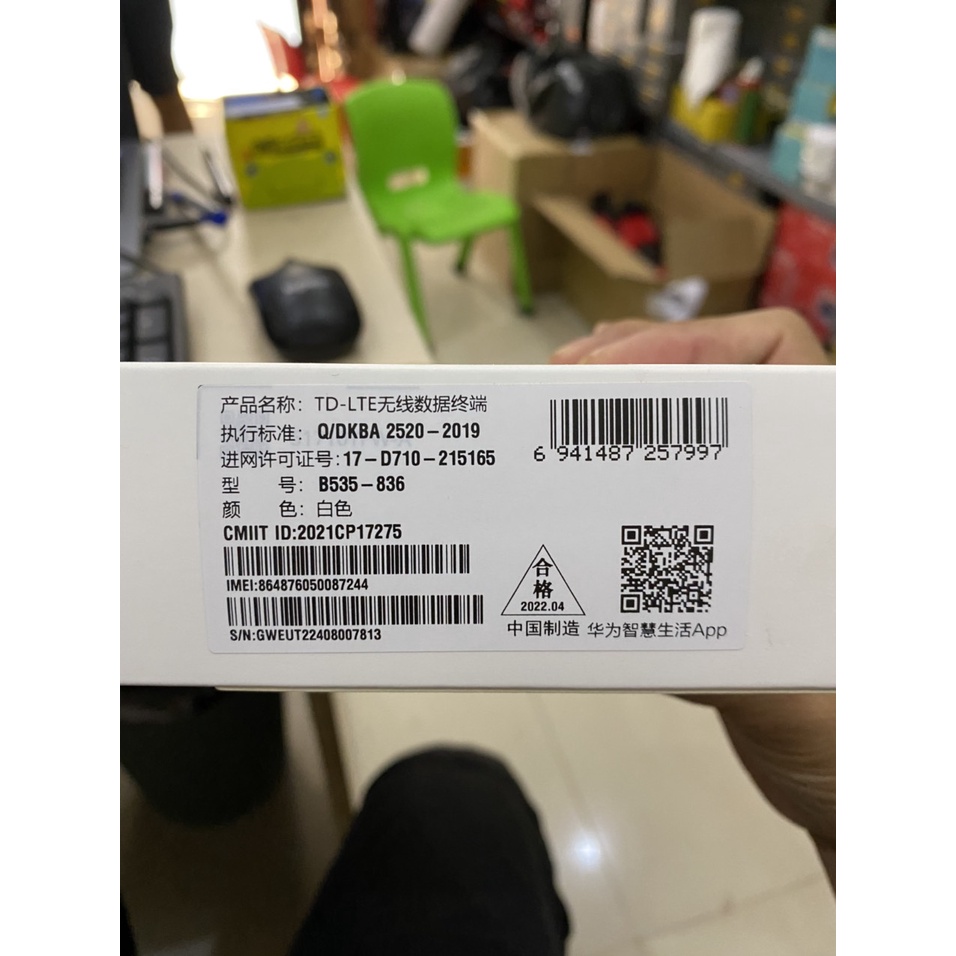 产品名称：TD-LTE无线数据终端
执行标准：Q/DKBA 2520-2019
进网许可证号：17-D710-215165
型 号：B535-836
颜 色：白色
CMIIT ID:2021CP17275
IMEI:864876050087244
S/N:GWEUT22408007813
6 941487 257997
合格
2022.04
中国制造
华为智慧生活App